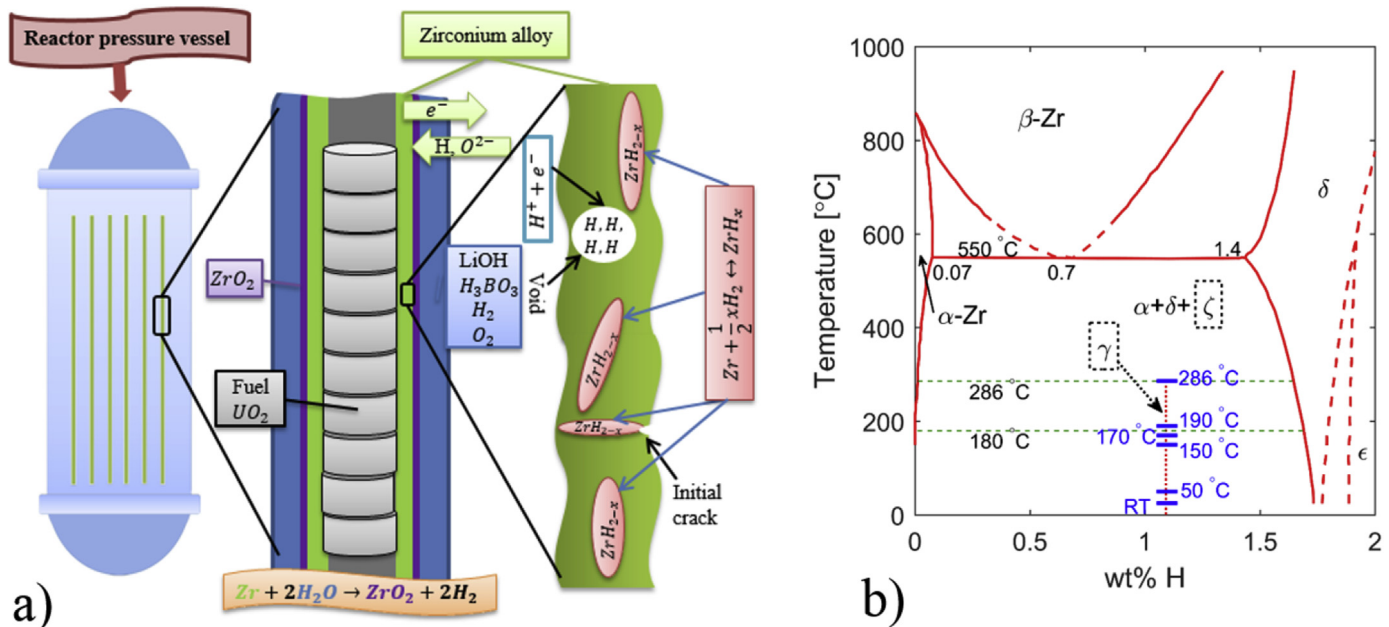 Reactor pressure vessel
Zirconium alloy
e⁻
H, O²⁻
ZrO₂
Fuel
UO₂
LiOH
H₃BO₃
H₂
O₂
H⁺ + e⁻
Void
H, H,
H, H
ZrH₂₋ₓ
ZrH₂₋ₓ
ZrH₂₋ₓ
ZrH₂₋ₓ
Zr + 1/2 xH₂ ↔ ZrHₓ
Initial
crack
Zr + 2H₂O → ZrO₂ + 2H₂
a)
Temperature [°C]
1000
800
600
400
200
0
β-Zr
δ
550 °C
1.4
0.07
0.7
α-Zr
α+δ+ ζ
γ
286 °C
286 °C
190 °C
180 °C
170 °C
150 °C
50 °C
RT
ϵ
0
0.5
1
1.5
2
wt% H
b)